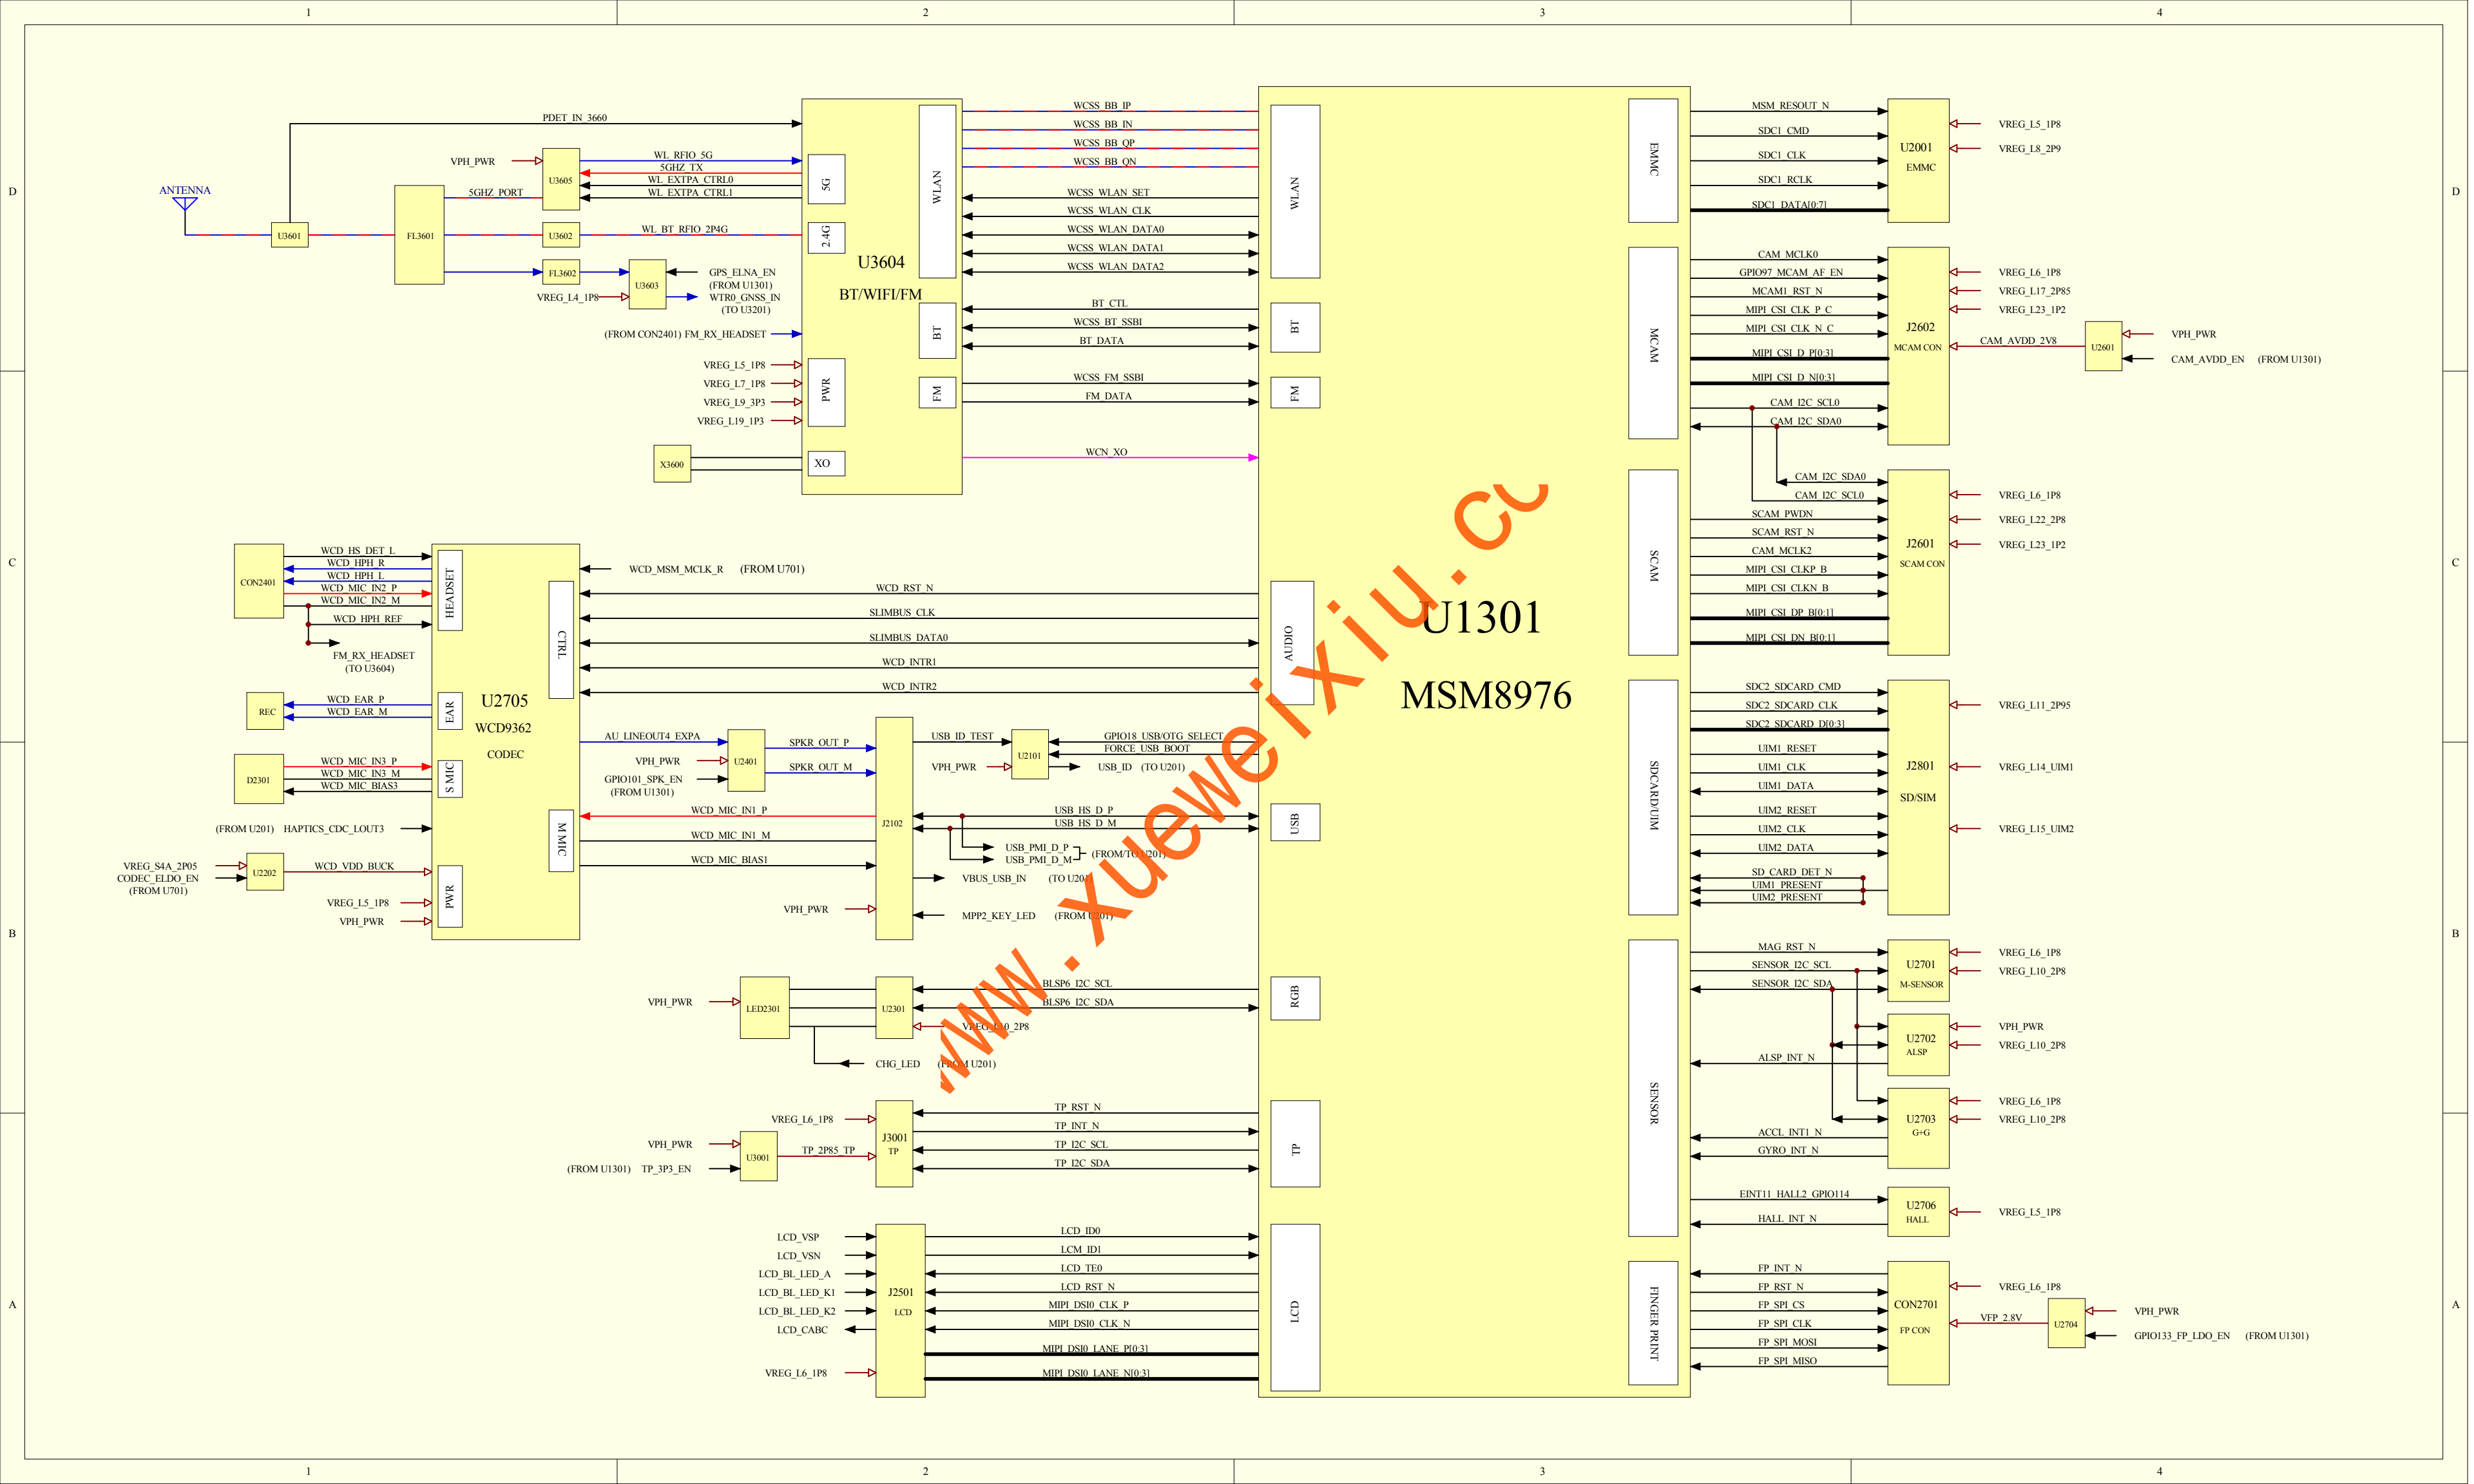 1
2
3
4
D
D
C
C
B
B
A
A
ANTENNA
U3601
PDET_IN_3660
FL3601
5GHZ_PORT
VPH_PWR
U3605
WL_RFIO_5G
5GHZ_TX
WL_EXTPA_CTRL0
WL_EXTPA_CTRL1
U3602
WL_BT_RFIO_2P4G
FL3602
VREG_L4_1P8
U3603
GPS_ELNA_EN
(FROM U1301)
WTR0_GNSS_IN
(TO U3201)
(FROM CON2401) FM_RX_HEADSET
VREG_L5_1P8
VREG_L7_1P8
VREG_L9_3P3
VREG_L19_1P3
X3600
5G
2.4G
PWR
XO
U3604
BT/WIFI/FM
WLAN
BT
FM
WCSS_BB_IP
WCSS_BB_IN
WCSS_BB_QP
WCSS_BB_QN
WCSS_WLAN_SET
WCSS_WLAN_CLK
WCSS_WLAN_DATA0
WCSS_WLAN_DATA1
WCSS_WLAN_DATA2
BT_CTL
WCSS_BT_SSBI
BT_DATA
WCSS_FM_SSBI
FM_DATA
WCN_XO
WLAN
BT
FM
AUDIO
USB
RGB
TP
LCD
U1301
MSM8976
EMMC
MCAM
SCAM
SDCARD/UIM
SENSOR
FINGER PRINT
CON2401
WCD_HS_DET_L
WCD_HPH_R
WCD_HPH_L
WCD_MIC_IN2_P
WCD_MIC_IN2_M
WCD_HPH_REF
FM_RX_HEADSET
(TO U3604)
REC
WCD_EAR_P
WCD_EAR_M
D2301
WCD_MIC_IN3_P
WCD_MIC_IN3_M
WCD_MIC_BIAS3
(FROM U201) HAPTICS_CDC_LOUT3
VREG_S4A_2P05
CODEC_ELDO_EN
(FROM U701)
U2202
WCD_VDD_BUCK
VREG_L5_1P8
VPH_PWR
HEADSET
EAR
S MIC
PWR
U2705
WCD9362
CODEC
CTRL
M MIC
WCD_MSM_MCLK_R (FROM U701)
WCD_RST_N
SLIMBUS_CLK
SLIMBUS_DATA0
WCD_INTR1
WCD_INTR2
AU_LINEOUT4_EXPA
VPH_PWR
GPIO101_SPK_EN
(FROM U1301)
U2401
SPKR_OUT_P
SPKR_OUT_M
WCD_MIC_IN1_P
WCD_MIC_IN1_M
WCD_MIC_BIAS1
VPH_PWR
J2102
USB_ID_TEST
VPH_PWR
U2101
GPIO18_USB/OTG_SELECT
FORCE_USB_BOOT
USB_ID (TO U201)
USB_HS_D_P
USB_HS_D_M
USB_PMI_D_P
USB_PMI_D_M
(FROM/TO U201)
VBUS_USB_IN (TO U201
MPP2_KEY_LED (FROM U201)
VPH_PWR
LED2301
U2301
BLSP6_I2C_SCL
BLSP6_I2C_SDA
VREG_L10_2P8
CHG_LED (FROM U201)
VREG_L6_1P8
VPH_PWR
(FROM U1301) TP_3P3_EN
U3001
TP_2P85_TP
J3001
TP
TP_RST_N
TP_INT_N
TP_I2C_SCL
TP_I2C_SDA
LCD_VSP
LCD_VSN
LCD_BL_LED_A
LCD_BL_LED_K1
LCD_BL_LED_K2
LCD_CABC
VREG_L6_1P8
J2501
LCD
LCD_ID0
LCM_ID1
LCD_TE0
LCD_RST_N
MIPI_DSI0_CLK_P
MIPI_DSI0_CLK_N
MIPI_DSI0_LANE_P[0:3]
MIPI_DSI0_LANE_N[0:3]
MSM_RESOUT_N
SDC1_CMD
SDC1_CLK
SDC1_RCLK
SDC1_DATA[0:7]
U2001
EMMC
VREG_L5_1P8
VREG_L8_2P9
CAM_MCLK0
GPIO97_MCAM_AF_EN
MCAM1_RST_N
MIPI_CSI_CLK_P_C
MIPI_CSI_CLK_N_C
MIPI_CSI_D_P[0:3]
MIPI_CSI_D_N[0:3]
CAM_I2C_SCL0
CAM_I2C_SDA0
J2602
MCAM CON
VREG_L6_1P8
VREG_L17_2P85
VREG_L23_1P2
CAM_AVDD_2V8
U2601
VPH_PWR
CAM_AVDD_EN (FROM U1301)
CAM_I2C_SDA0
CAM_I2C_SCL0
SCAM_PWDN
SCAM_RST_N
CAM_MCLK2
MIPI_CSI_CLKP_B
MIPI_CSI_CLKN_B
MIPI_CSI_DP_B[0:1]
MIPI_CSI_DN_B[0:1]
J2601
SCAM CON
VREG_L6_1P8
VREG_L22_2P8
VREG_L23_1P2
SDC2_SDCARD_CMD
SDC2_SDCARD_CLK
SDC2_SDCARD_D[0:3]
UIM1_RESET
UIM1_CLK
UIM1_DATA
UIM2_RESET
UIM2_CLK
UIM2_DATA
SD_CARD_DET_N
UIM1_PRESENT
UIM2_PRESENT
J2801
SD/SIM
VREG_L11_2P95
VREG_L14_UIM1
VREG_L15_UIM2
MAG_RST_N
SENSOR_I2C_SCL
SENSOR_I2C_SDA
U2701
M-SENSOR
VREG_L6_1P8
VREG_L10_2P8
U2702
ALSP
VPH_PWR
VREG_L10_2P8
ALSP_INT_N
U2703
G+G
VREG_L6_1P8
VREG_L10_2P8
ACCL_INT1_N
GYRO_INT_N
EINT11_HALL2_GPIO114
HALL_INT_N
U2706
HALL
VREG_L5_1P8
FP_INT_N
FP_RST_N
FP_SPI_CS
FP_SPI_CLK
FP_SPI_MOSI
FP_SPI_MISO
CON2701
FP CON
VREG_L6_1P8
VFP_2.8V
U2704
VPH_PWR
GPIO133_FP_LDO_EN (FROM U1301)
www.xueweixiu.co
1
2
3
4